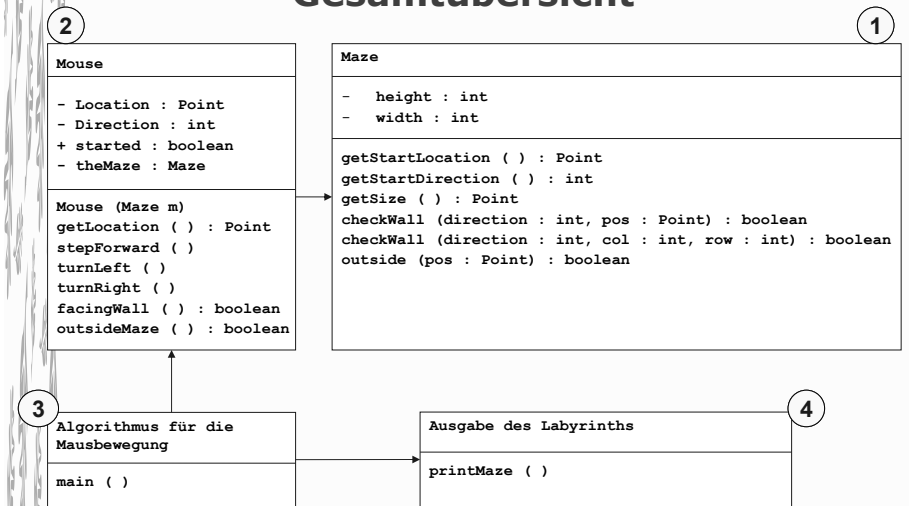 Gesamtübersicht
2
1
Mouse
- Location : Point
- Direction : int
+ started : boolean
- theMaze : Maze
Mouse (Maze m)
getLocation ( ) : Point
stepForward ( )
turnLeft ( )
turnRight ( )
facingWall ( ) : boolean
outsideMaze ( ) : boolean
Maze
- height : int
- width : int
getStartLocation ( ) : Point
getStartDirection ( ) : int
getSize ( ) : Point
checkWall (direction : int, pos : Point) : boolean
checkWall (direction : int, col : int, row : int) : boolean
outside (pos : Point) : boolean
3
Algorithmus für die
Mausbewegung
main ( )
4
Ausgabe des Labyrinths
printMaze ( )